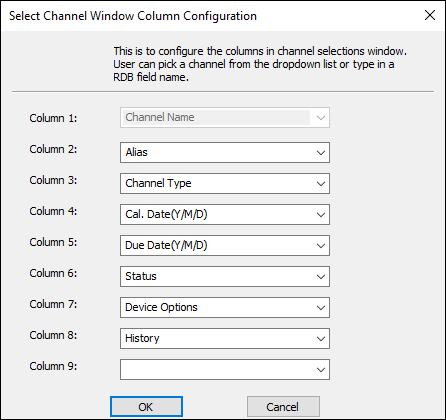 Select Channel Window Column Configuration
This is to configure the columns in channel selections window.
User can pick a channel from the dropdown list or type in a
RDB field name.
Column 1: Channel Name
Column 2: Alias
Column 3: Channel Type
Column 4: Cal. Date(Y/M/D)
Column 5: Due Date(Y/M/D)
Column 6: Status
Column 7: Device Options
Column 8: History
Column 9:
OK Cancel